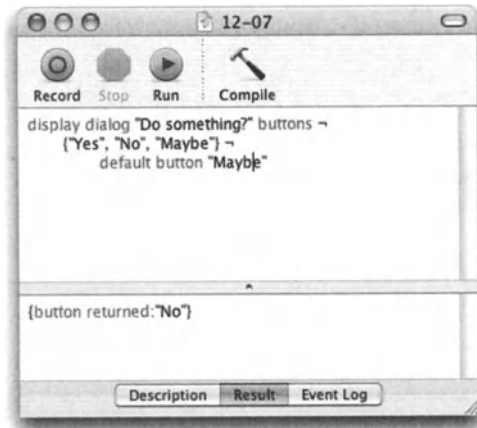 12-07
Record Stop Run Compile
display dialog "Do something?" buttons ¬
{"Yes", "No", "Maybe"} ¬
default button "Maybe"
{button returned:"No"}
Description Result Event Log